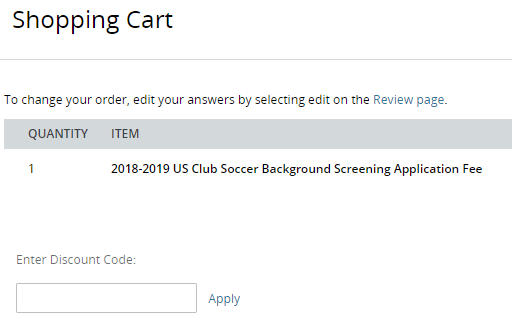 Shopping Cart
To change your order, edit your answers by selecting edit on the Review page.
QUANTITY ITEM
1 2018-2019 US Club Soccer Background Screening Application Fee
Enter Discount Code:
Apply